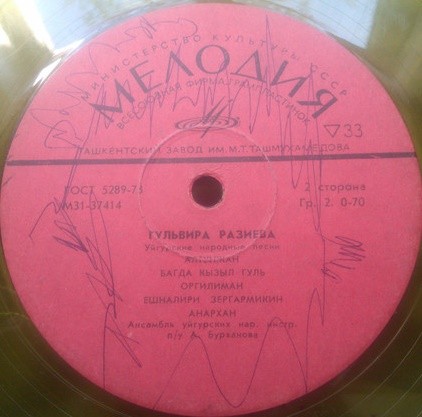 МИНИСТЕРСТВО КУЛЬТУРЫ СССР
МЕЛОДИЯ
ВСЕСОЮЗНАЯ ФИРМА ГРАМПЛАСТИНОК
▽33
ТАШКЕНТСКИЙ ЗАВОД ИМ. М.Т. ТАШМУХАМЕДОВА
ГОСТ 5289-73 2 сторона
М31-37414 Гр. 2. 0-70
ГУЛЬВИРА РАЗИЕВА
Уйгурские народные песни
БАГДА КЫЗЫЛ ГУЛЬ
ОРГИЛИМАН
ЕШНАЛИРИ ЗЕРГАРМИКИН
АНАРХАН
Ансамбль уйгурских нар. инстр.
п/у А. Бурханова